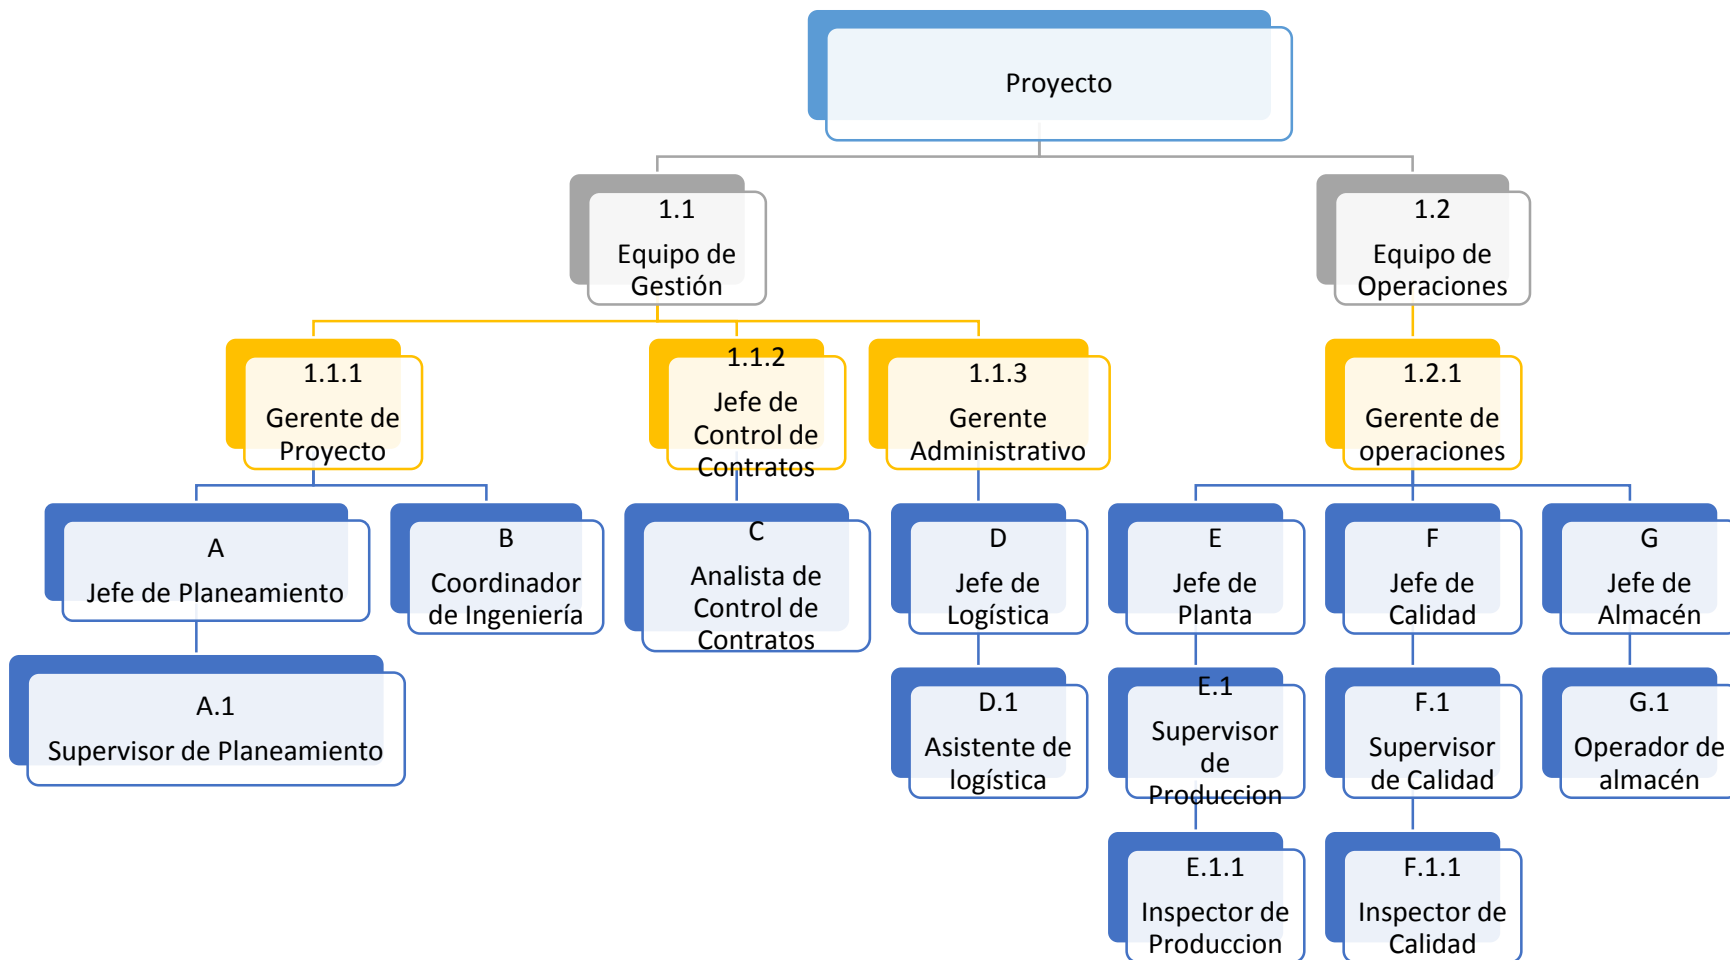 Proyecto
1.1
Equipo de
Gestión
1.2
Equipo de
Operaciones
1.1.1
Gerente de
Proyecto
1.1.2
Jefe de
Control de
Contratos
1.1.3
Gerente
Administrativo
1.2.1
Gerente de
operaciones
A
Jefe de Planeamiento
B
Coordinador
de Ingeniería
C
Analista de
Control de
Contratos
D
Jefe de
Logística
E
Jefe de
Planta
F
Jefe de
Calidad
G
Jefe de
Almacén
A.1
Supervisor de Planeamiento
D.1
Asistente de
logística
E.1
Supervisor
de
Produccion
F.1
Supervisor
de Calidad
G.1
Operador de
almacén
E.1.1
Inspector de
Produccion
F.1.1
Inspector de
Calidad